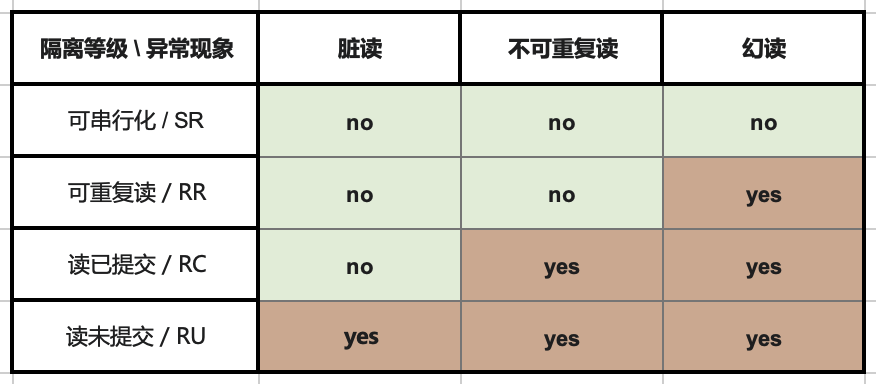 隔离等级 \ 异常现象 脏读 不可重复读 幻读
可串行化 / SR no no no
可重复读 / RR no no yes
读已提交 / RC no yes yes
读未提交 / RU yes yes yes